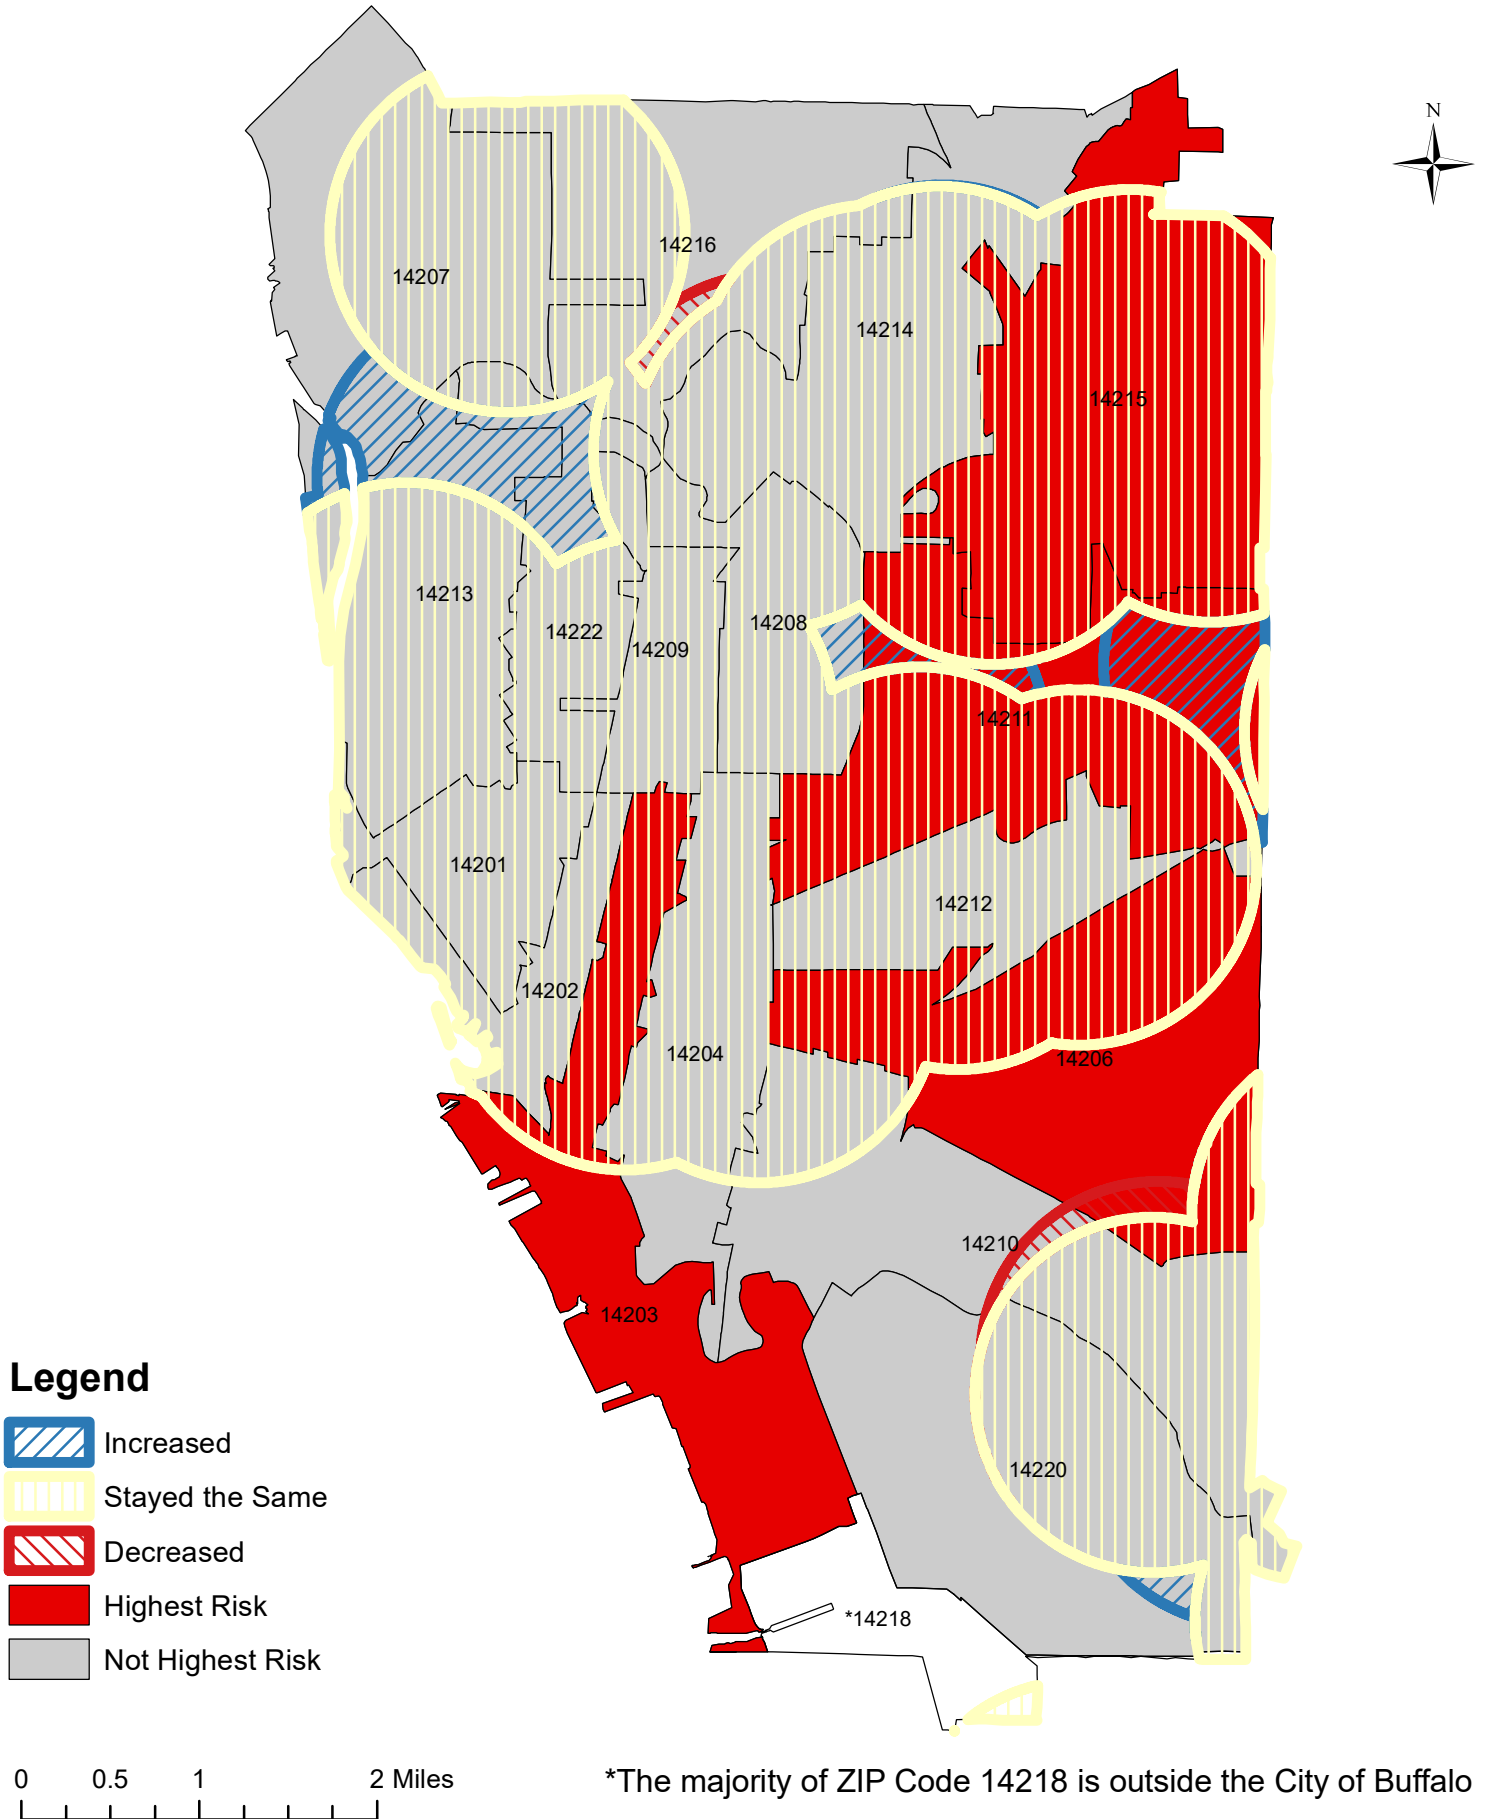 N
14216
14207
14214
14215
14213
14208
14222
14209
14211
14201
14212
14202
14204
14206
14210
14203
14220
*14218
Legend
Increased
Stayed the Same
Decreased
Highest Risk
Not Highest Risk
0 0.5 1 2 Miles
*The majority of ZIP Code 14218 is outside the City of Buffalo